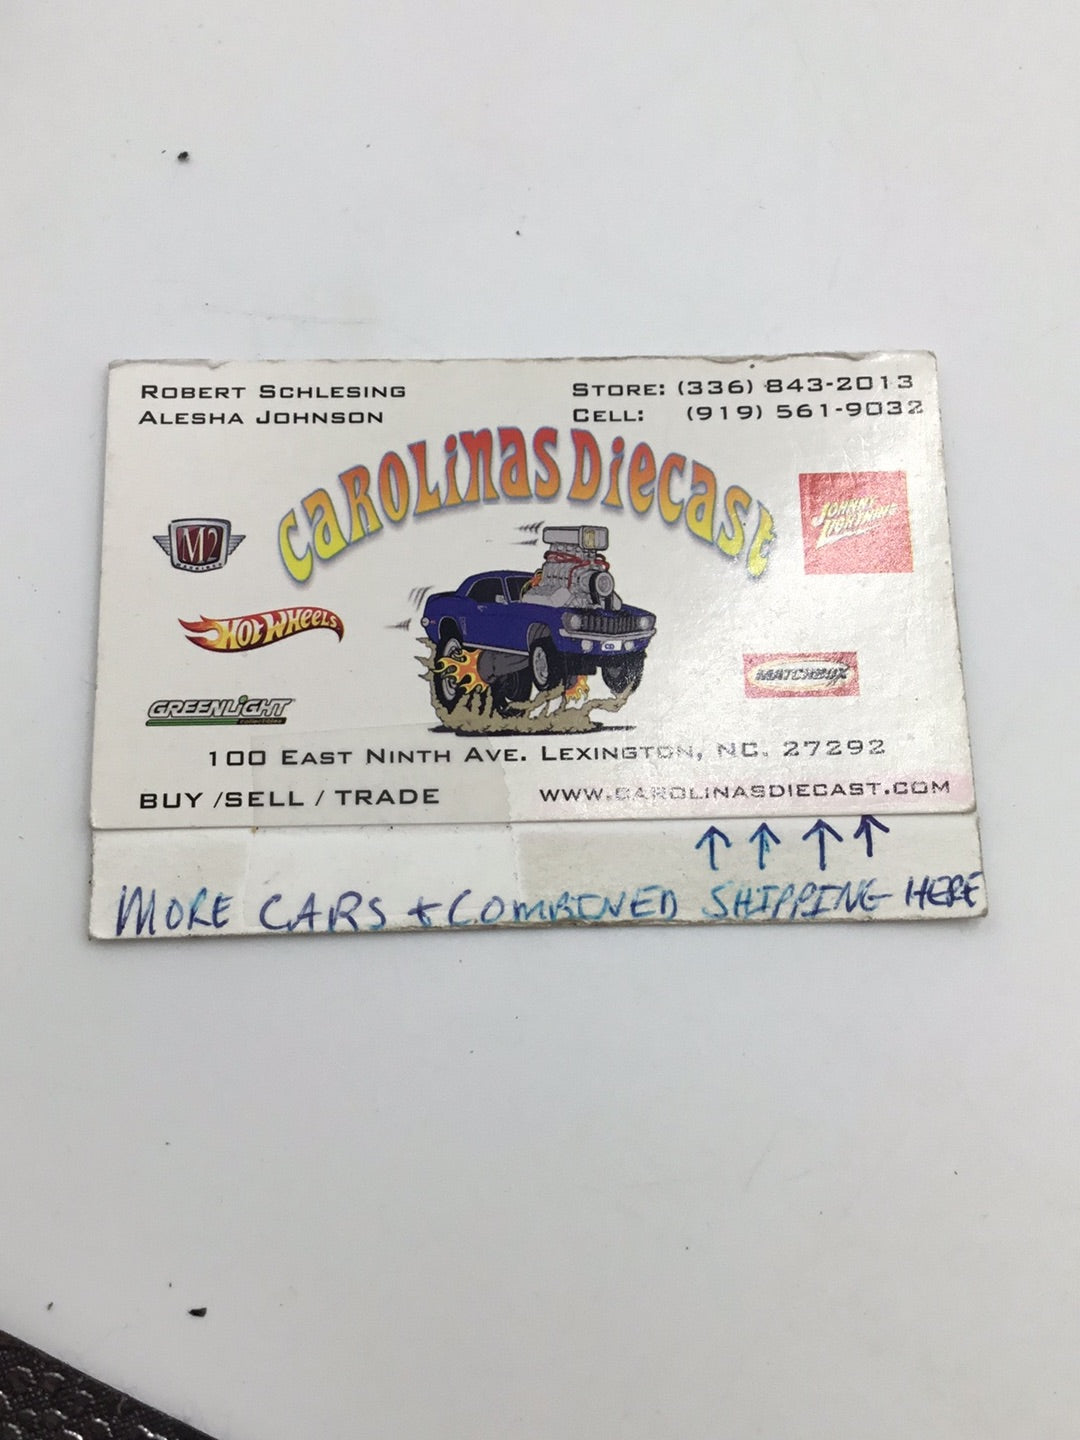 ROBERT SCHLESING
ALESHA JOHNSON
STORE: (336) 843-2013
CELL: (919) 561-9032
CAROLINAS DIECAST
M2
MACHINES
JOHNNY
LIGHTNING
HOT WHEELS
MATCHBOX
GREENLIGHT
100 EAST NINTH AVE. LEXINGTON, NC. 27292
BUY /SELL / TRADE
WWW.CAROLINASDIECAST.COM
MORE CARS + COMBINED SHIPPING HERE